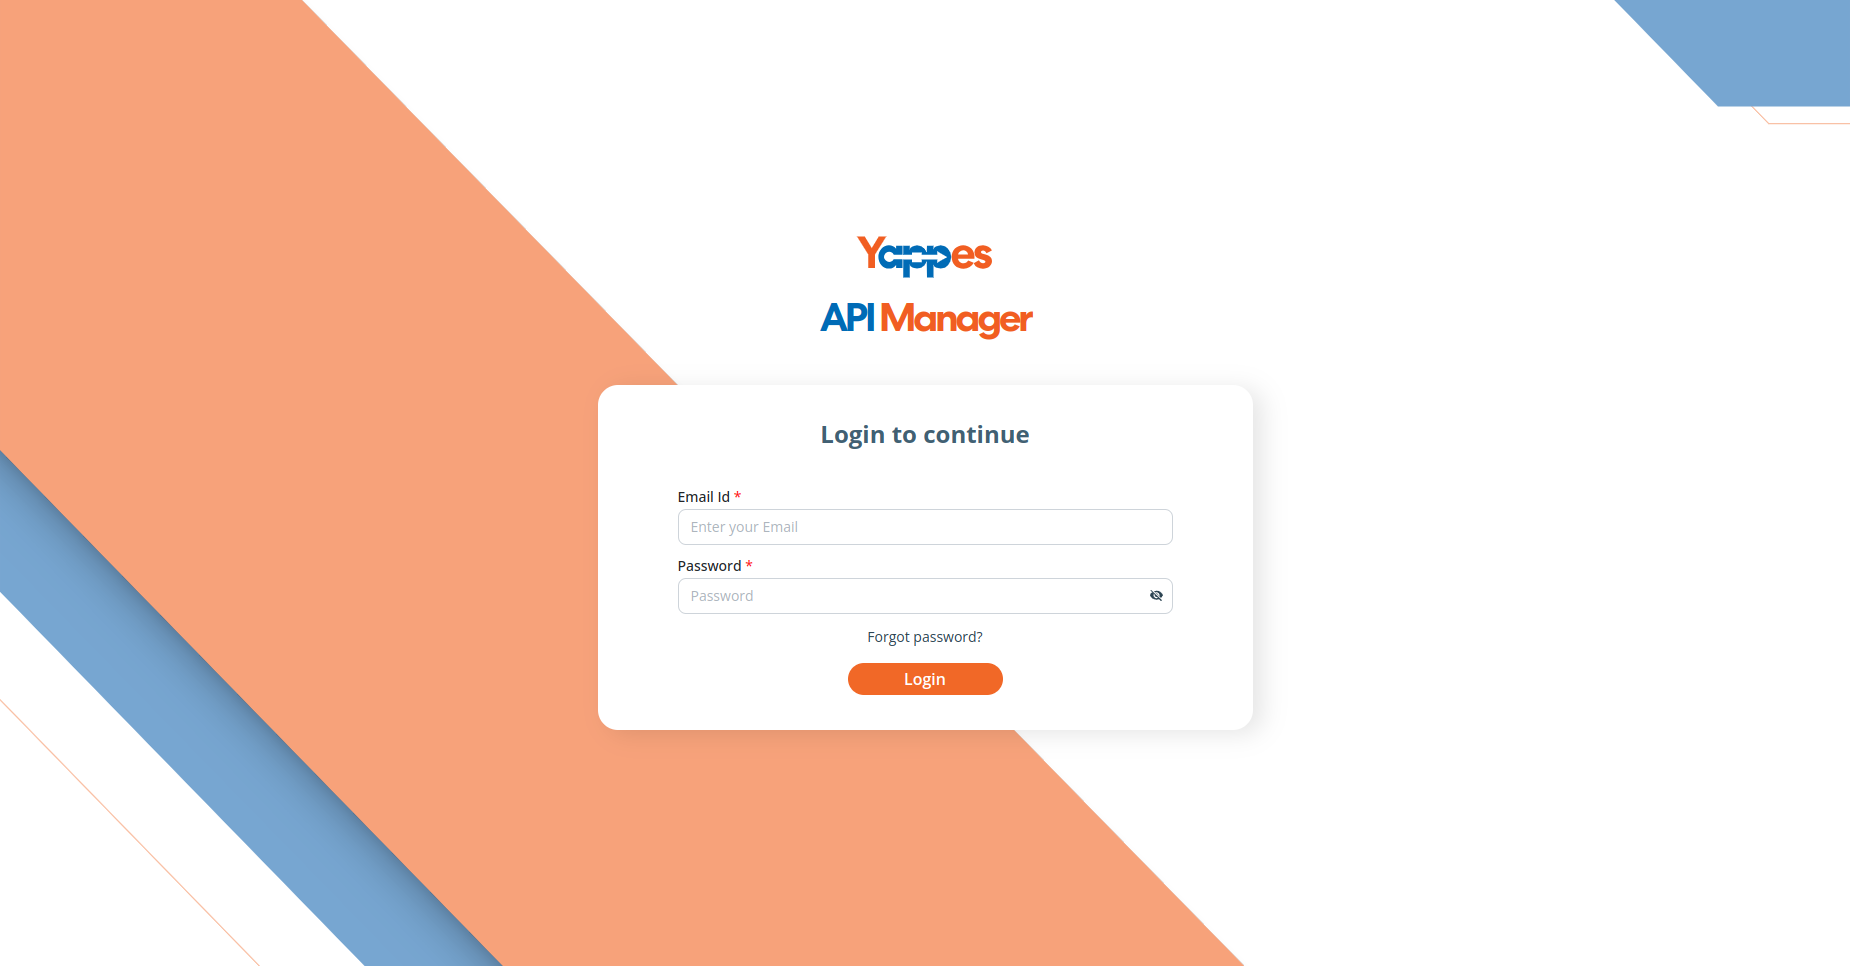 Yappes
API Manager
Login to continue
Email Id *
Enter your Email
Password *
Password
Forgot password?
Login